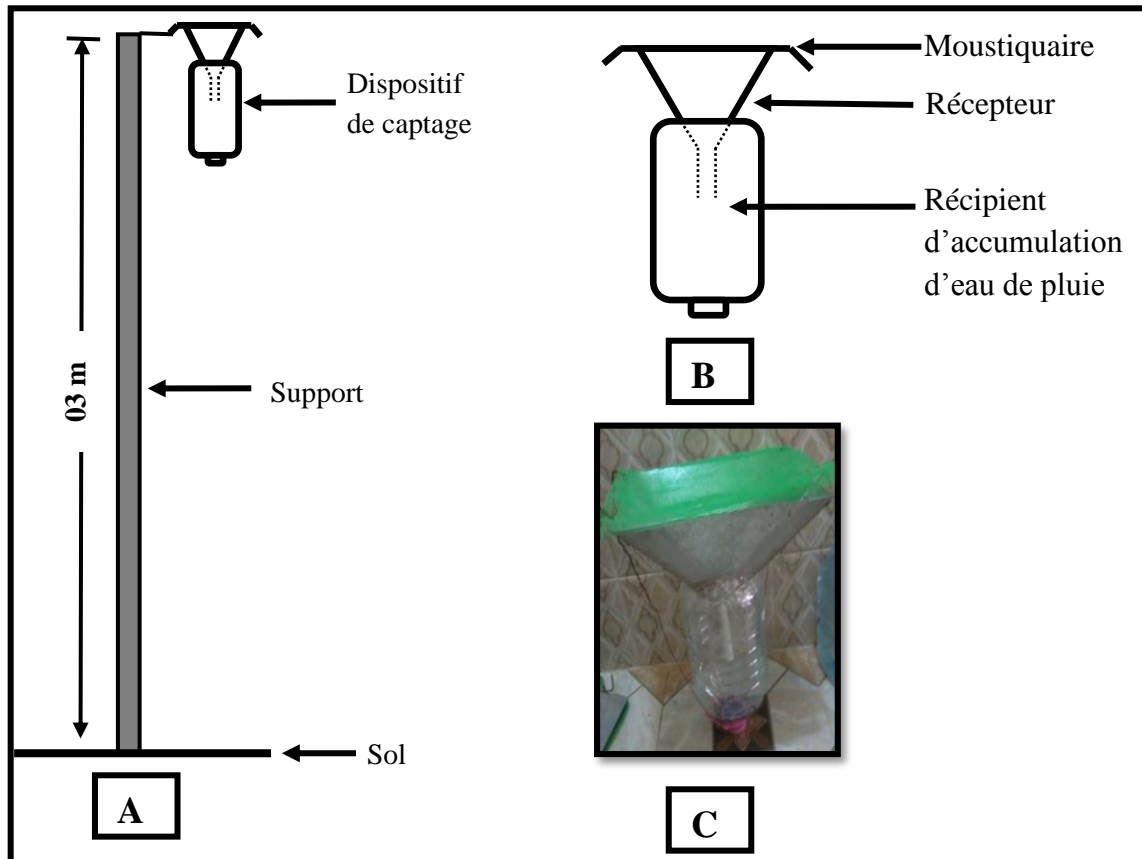 Dispositif
de captage
03 m
Support
Sol
A
Moustiquaire
Récepteur
Récipient
d’accumulation
d’eau de pluie
B
C